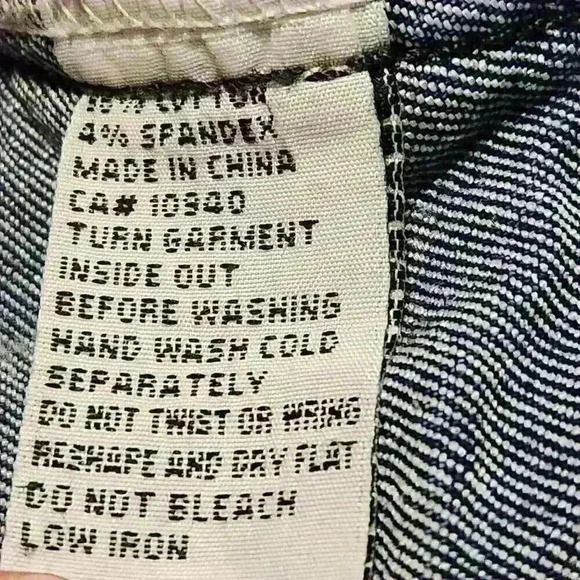 COTTON
4% SPANDEX
MADE IN CHINA
CA# 10940
TURN GARMENT
INSIDE OUT
BEFORE WASHING
HAND WASH COLD
SEPARATELY
DO NOT TWIST OR WRING
RESHAPE AND DRY FLAT
DO NOT BLEACH
LOW IRON